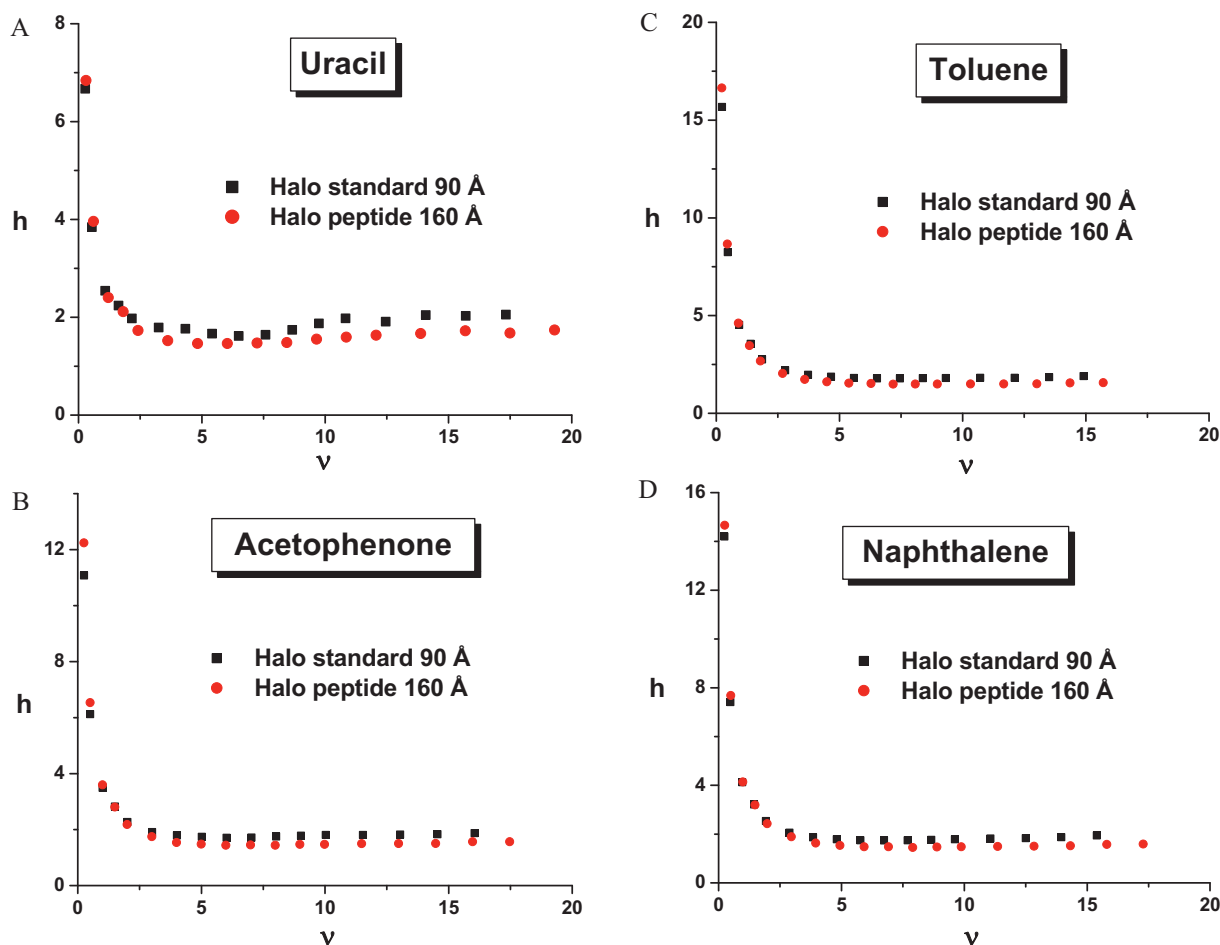 A
Uracil
8
6
4
2
0
h
Halo standard 90 Å
Halo peptide 160 Å
0 5 10 15 20
ν
C
Toluene
20
15
10
5
0
h
Halo standard 90 Å
Halo peptide 160 Å
0 5 10 15 20
ν
B
Acetophenone
12
8
4
0
h
Halo standard 90 Å
Halo peptide 160 Å
0 5 10 15 20
ν
D
Naphthalene
16
12
8
4
0
h
Halo standard 90 Å
Halo peptide 160 Å
0 5 10 15 20
ν